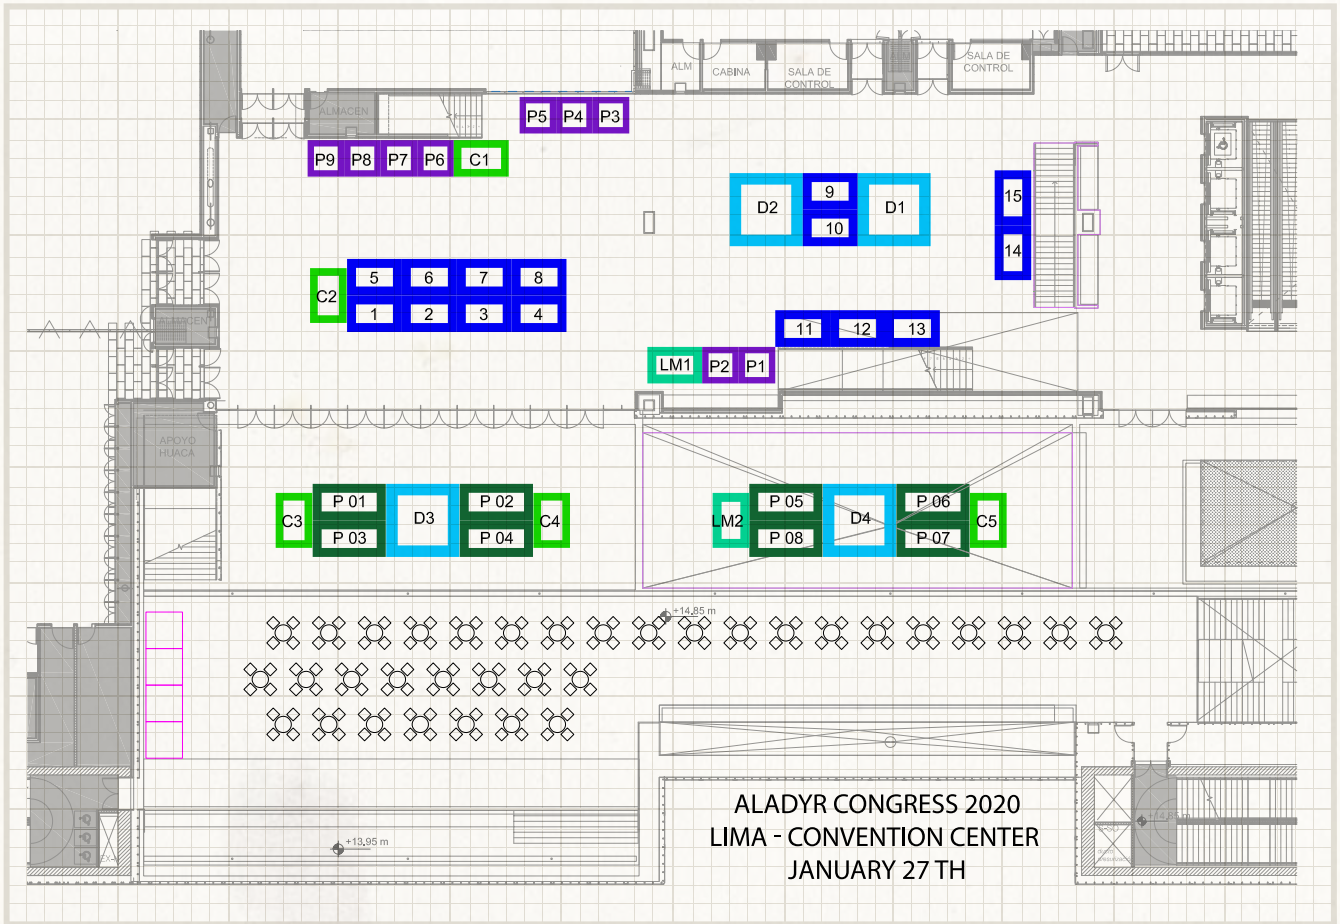 ALM
CABINA
SALA DE
CONTROL
SALA DE
CONTROL
ALMACEN
P5
P4
P3
P9
P8
P7
P6
C1
D2
9
10
D1
15
14
C2
5
6
7
8
1
2
3
4
ALMACEN
11
12
13
LM1
P2
P1
APOYO
HUACA
C3
P 01
P 03
D3
P 02
P 04
C4
LM2
P 05
P 08
D4
P 06
P 07
C5
+14,85 m
+13,95 m
ALADYR CONGRESS 2020
LIMA - CONVENTION CENTER
JANUARY 27 TH